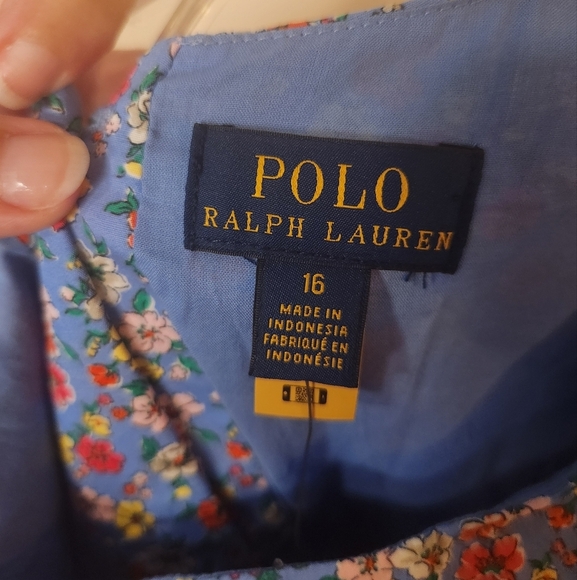 POLO
RALPH LAUREN
16
MADE IN
INDONESIA
FABRIQUÉ EN
INDONÉSIE